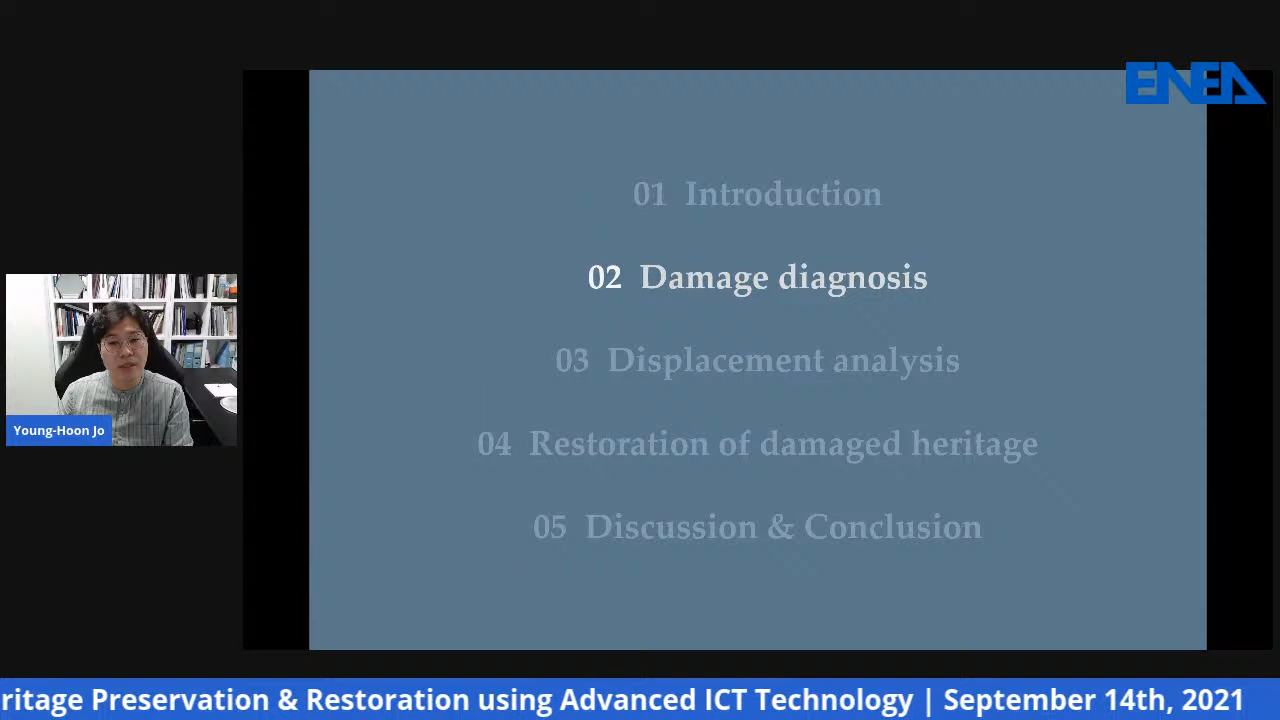 ENEA
01 Introduction
02 Damage diagnosis
03 Displacement analysis
04 Restoration of damaged heritage
05 Discussion & Conclusion
Young-Hoon Jo
ritage Preservation & Restoration using Advanced ICT Technology | September 14th, 2021